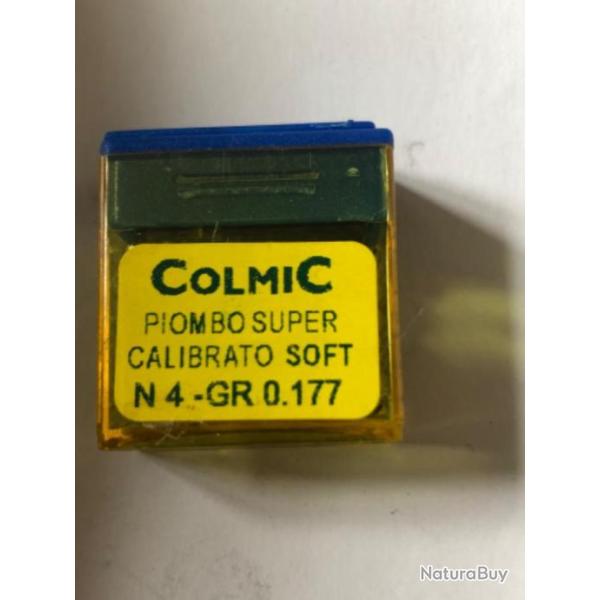 COLMIC
PIOMBO SUPER
CALIBRATO SOFT
N 4 -GR 0.177
NaturaBuy